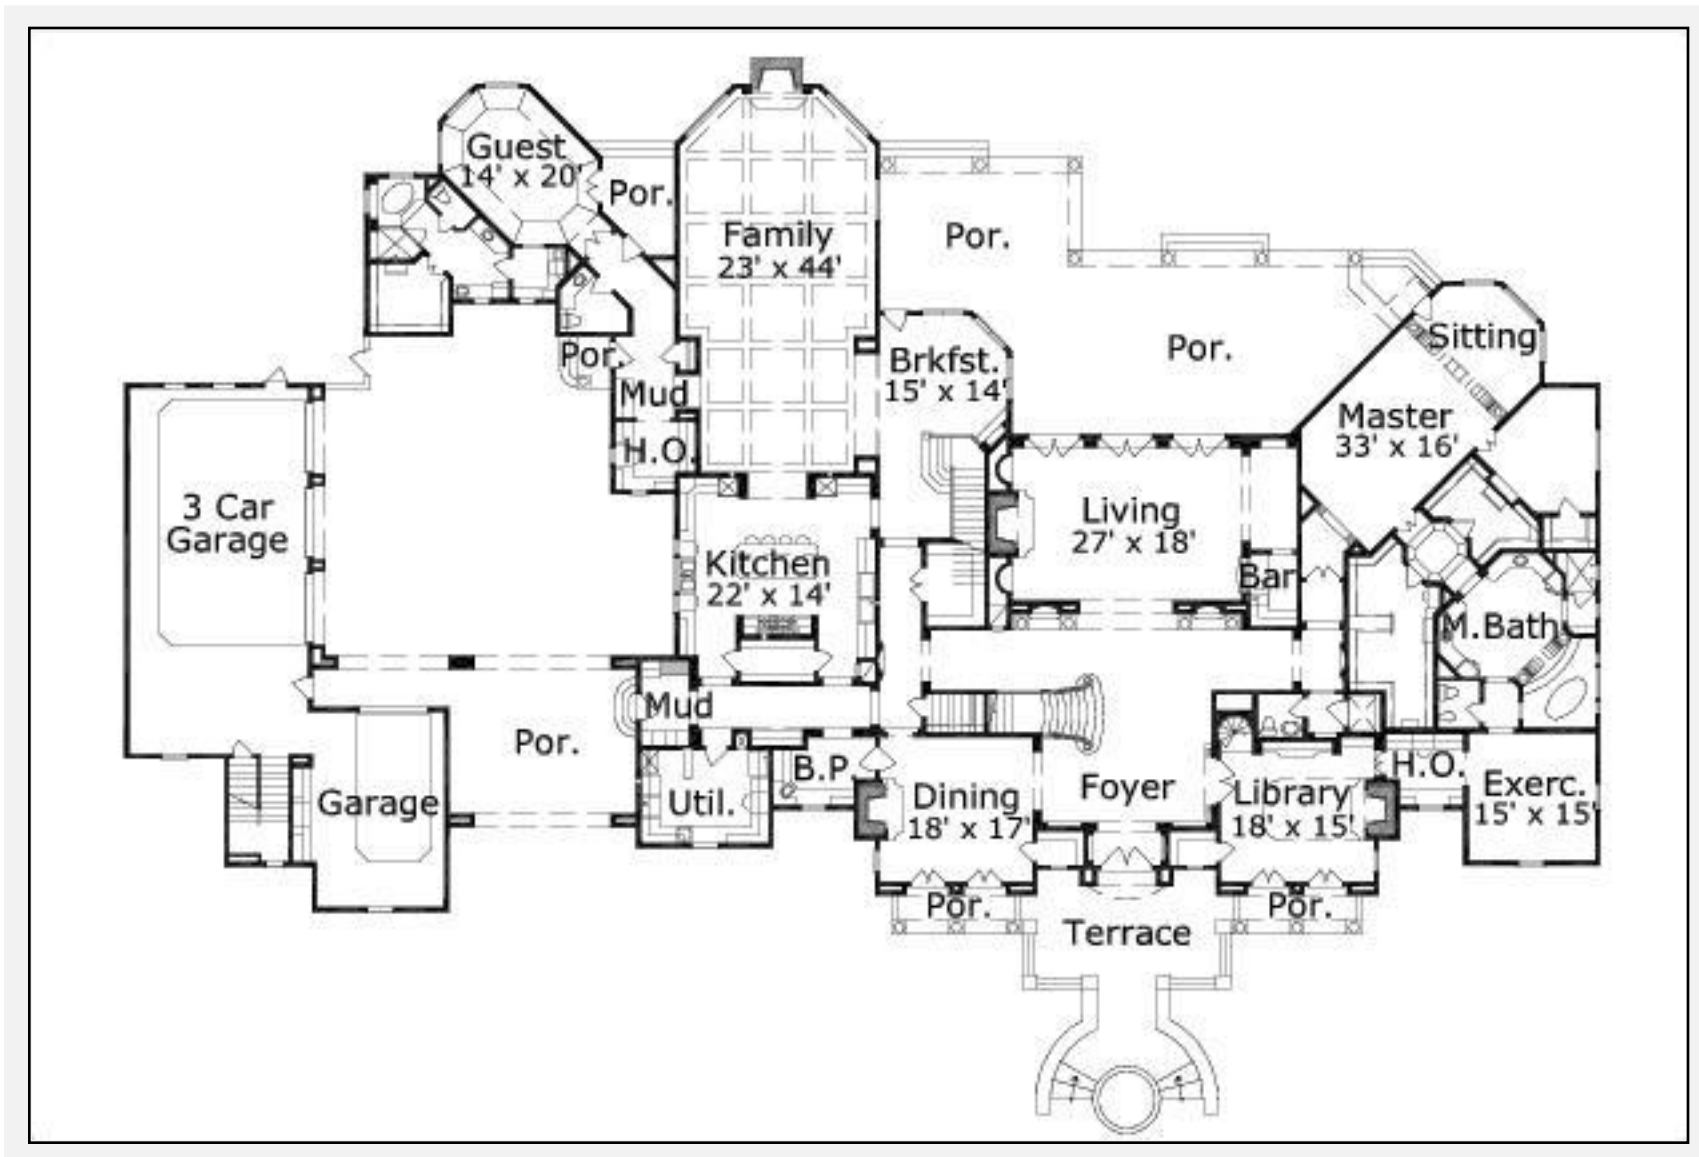 Guest
14' x 20'
Por.
Family
23' x 44'
Por.
Por.
Sitting
Por.
Brkfst.
15' x 14'
Mud
Master
33' x 16'
H.O.
3 Car
Garage
Living
27' x 18'
Kitchen
22' x 14'
Bar
M.Bath
Mud
Por.
B.P
H.O.
Garage
Util.
Dining
18' x 17'
Foyer
Library
18' x 15'
Exerc.
15' x 15'
Por.
Por.
Terrace